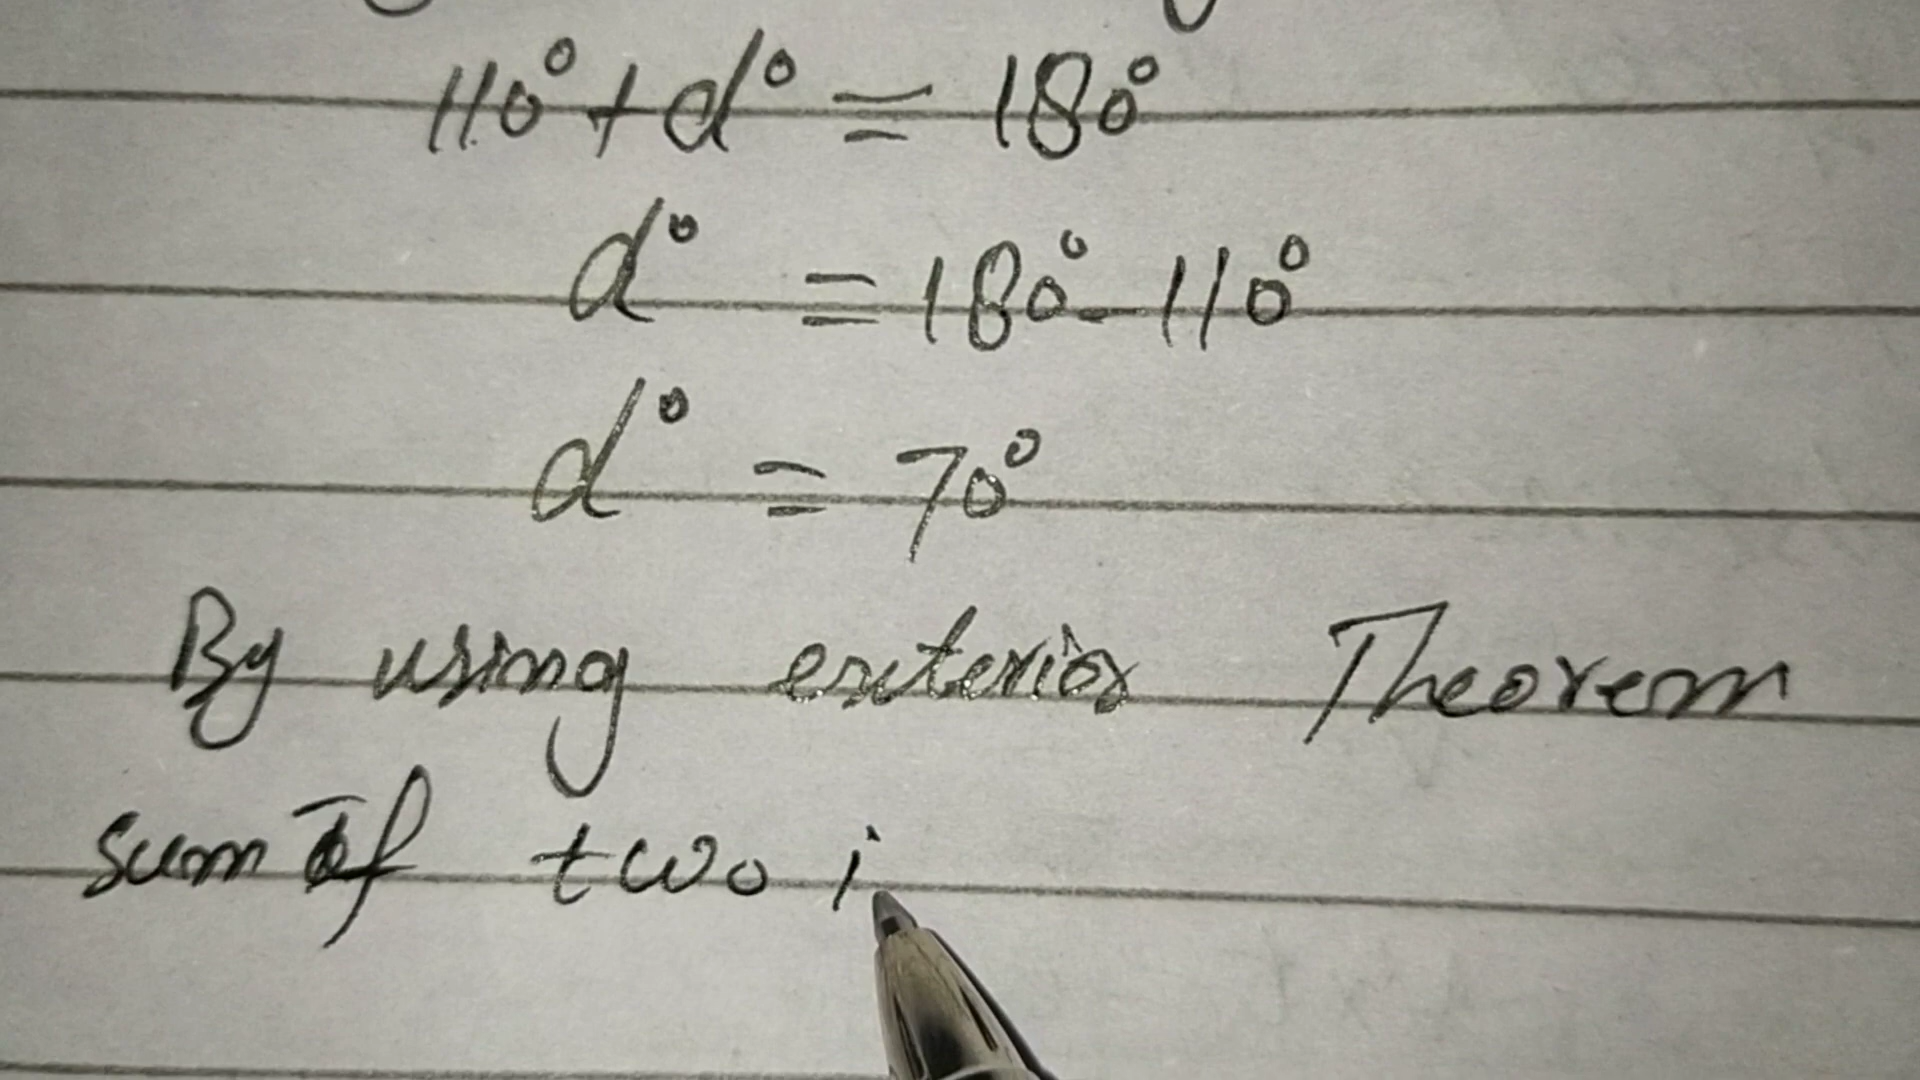 110° + d° = 180°
d° = 180° - 110°
d° = 70°
By using exterior Theorem
sum of two i